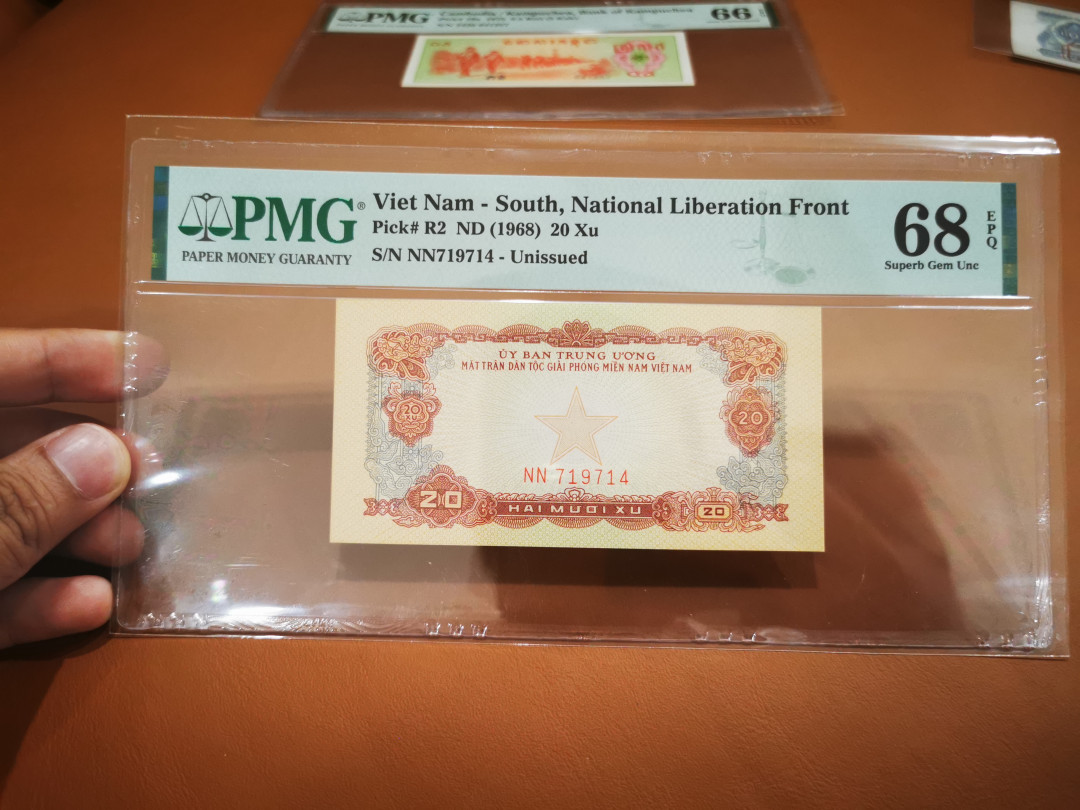 PMG 66
PMG®
PAPER MONEY GUARANTY
Viet Nam - South, National Liberation Front
Pick# R2 ND (1968) 20 Xu
S/N NN719714 - Unissued
68 EPQ
Superb Gem Unc
ỦY BAN TRUNG ƯƠNG
MẶT TRẬN DÂN TỘC GIẢI PHÓNG MIỀN NAM VIỆT NAM
20 XU 20
NN 719714
20 HAI MƯƠI XU 20